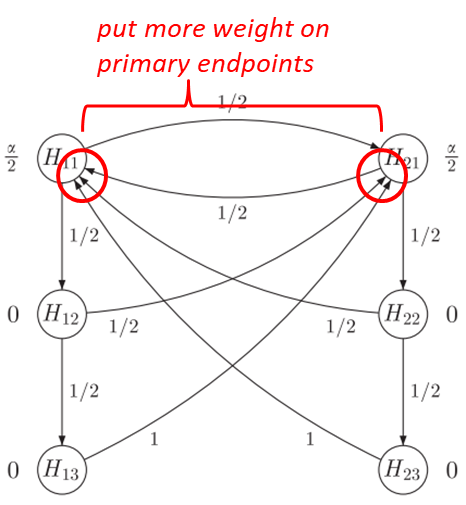 put more weight on
primary endpoints
1/2
α/2 H11 H21 α/2
1/2
1/2 1/2
0 H12 H22 0
1/2 1/2
1/2 1/2
1 1
0 H13 H23 0